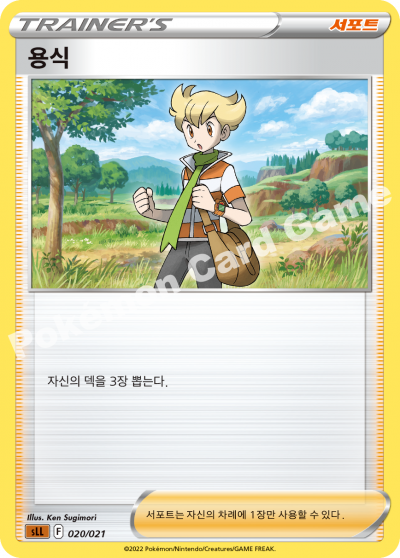 TRAINER'S 서포트
용식
Pokémon Card Game
자신의 덱을 3장 뽑는다.
Illus. Ken Sugimori
sLL F 020/021
서포트는 자신의 차례에 1장만 사용할 수 있다.
©2022 Pokémon/Nintendo/Creatures/GAME FREAK.